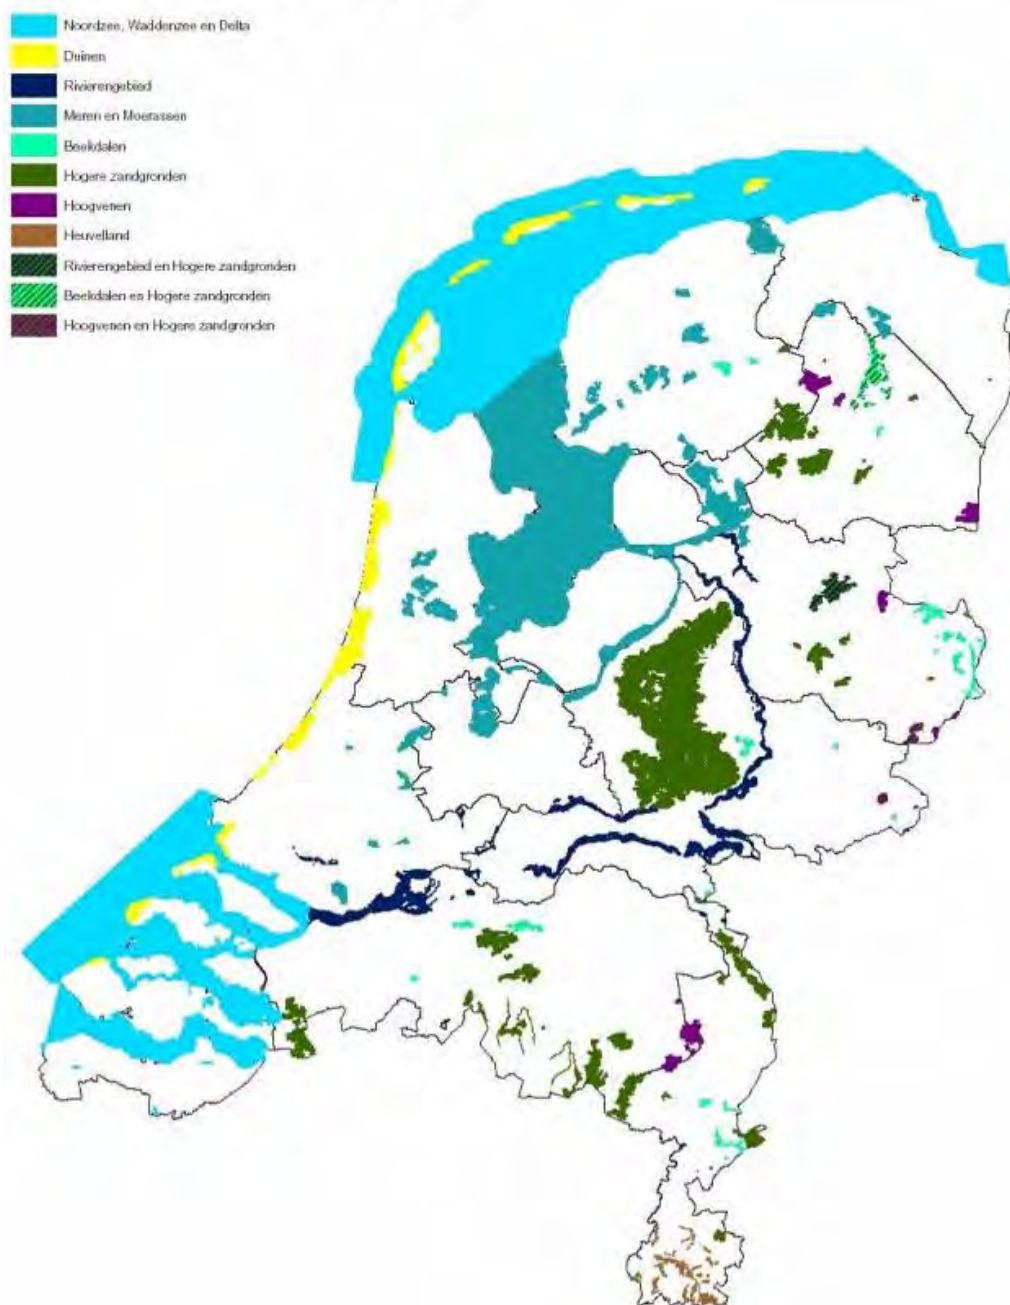 Noordzee, Waddenzee en Delta
Duinen
Rivierengebied
Meren en Moerassen
Beekdalen
Hogere zandgronden
Hoogvenen
Heuvelland
Rivierengebied en Hogere zandgronden
Beekdalen en Hogere zandgronden
Hoogvenen en Hogere zandgronden